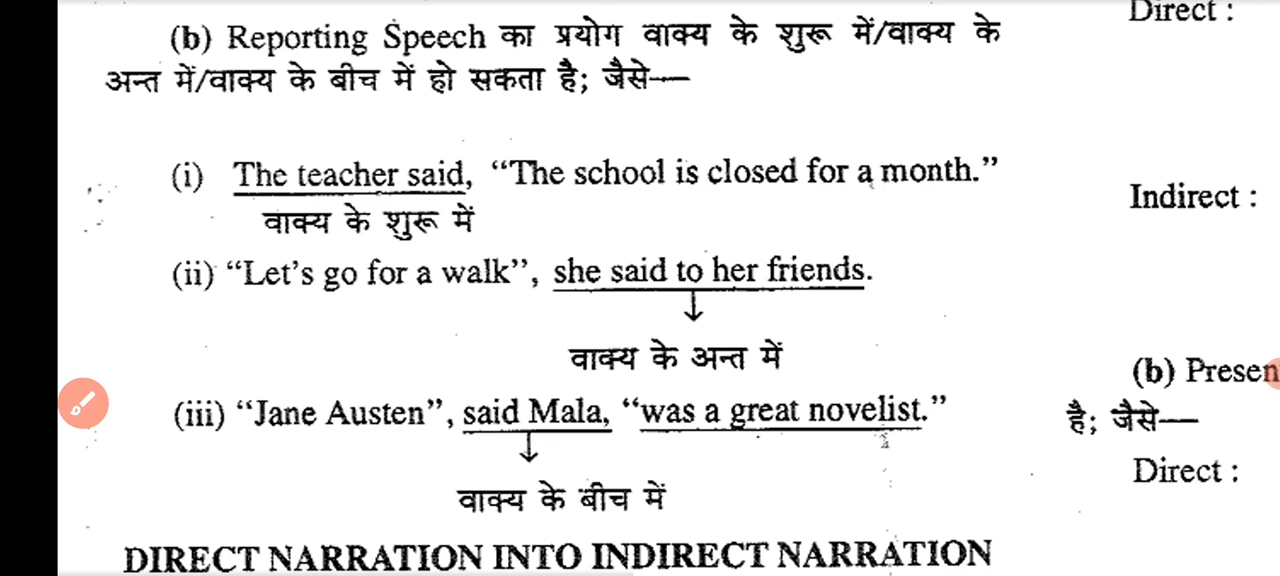 (b) Reporting Speech का प्रयोग वाक्य के शुरू में/वाक्य के
अन्त में/वाक्य के बीच में हो सकता है; जैसे—
(i) The teacher said, “The school is closed for a month.”
वाक्य के शुरू में
(ii) “Let’s go for a walk”, she said to her friends.
↓
वाक्य के अन्त में
(iii) “Jane Austen”, said Mala, “was a great novelist.”
↓
वाक्य के बीच में
DIRECT NARRATION INTO INDIRECT NARRATION
Direct :
Indirect :
(b) Presen
है; जैसे—
Direct :